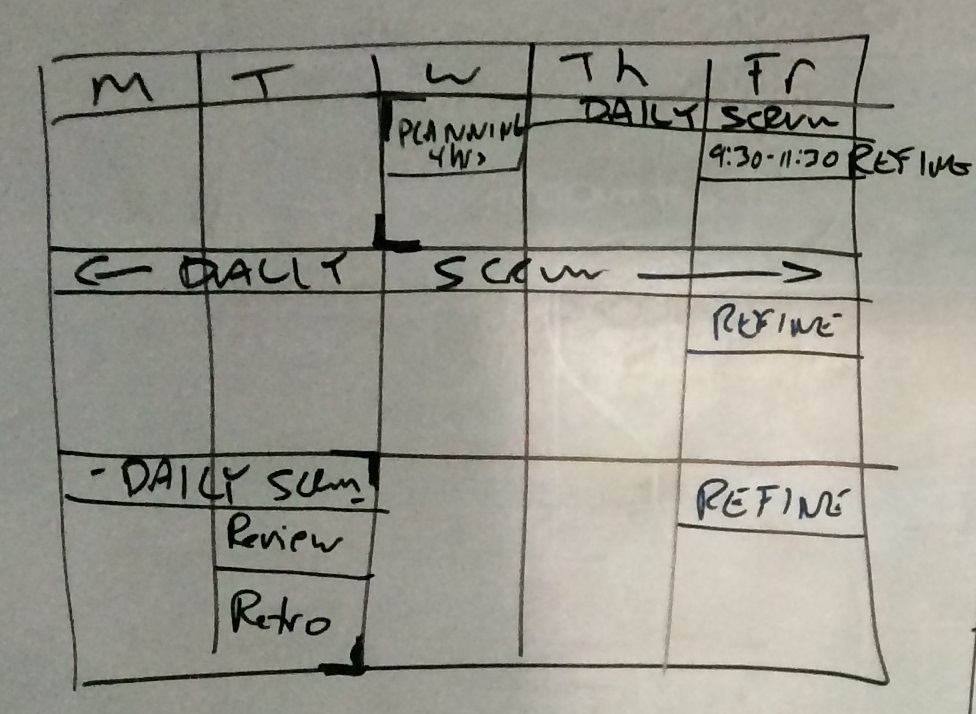 M T W Th Fr
DAILY SCRUM
PLANNING
4Hrs
9:30-11:30 REFINE
← DAILY SCRUM →
REFINE
- DAILY SCRUM
REFINE
Review
Retro